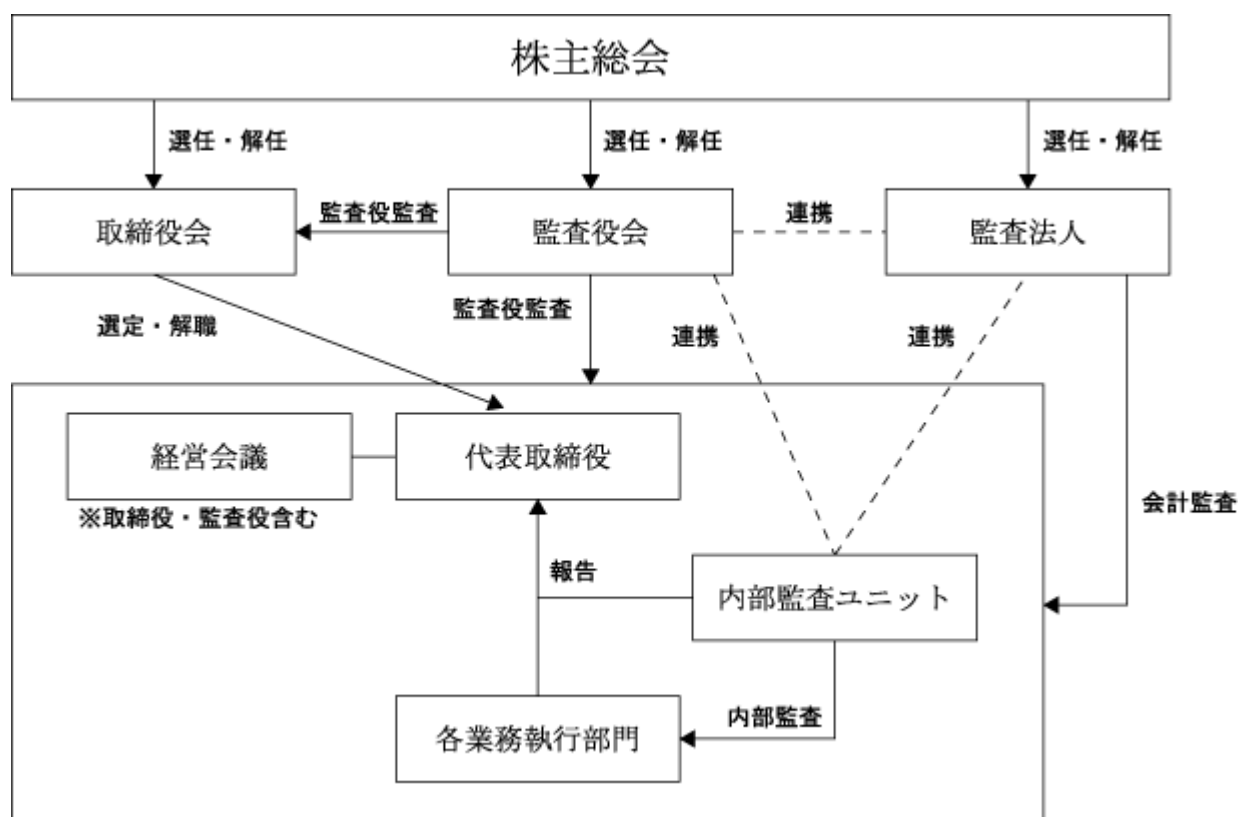 株主総会
選任・解任
選任・解任
選任・解任
取締役会
監査役監査
監査役会
連携
監査法人
選定・解職
監査役監査
連携
連携
経営会議
代表取締役
※取締役・監査役含む
会計監査
報告
内部監査ユニット
各業務執行部門
内部監査